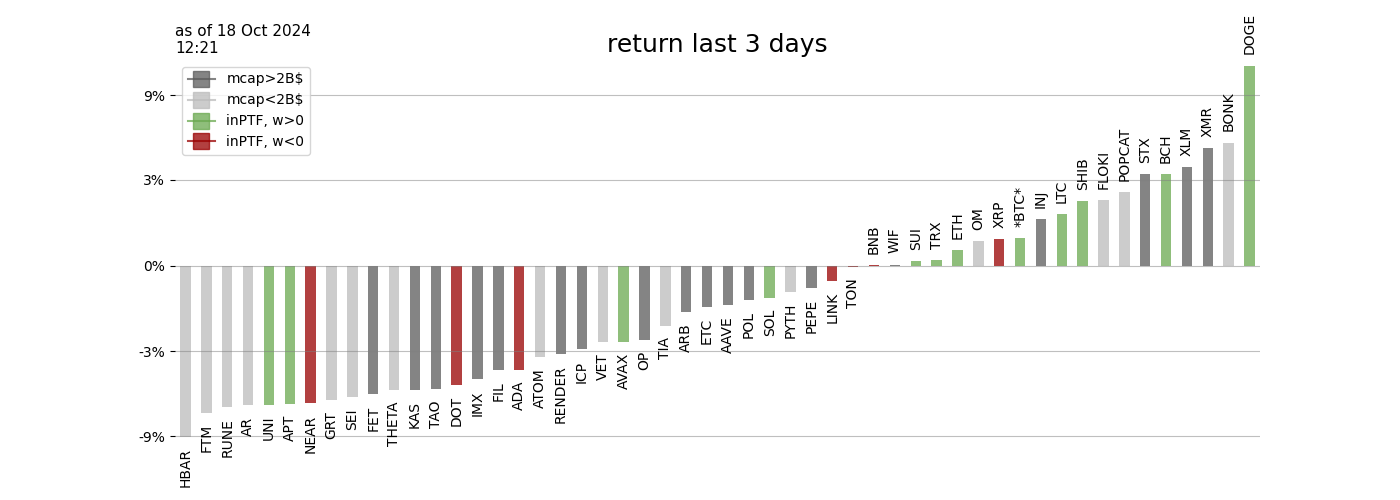 as of 18 Oct 2024
12:21
return last 3 days
mcap>2B$
mcap<2B$
inPTF, w>0
inPTF, w<0
9%
3%
0%
-3%
-9%
HBAR
FTM
RUNE
AR
UNI
APT
NEAR
GRT
SEI
FET
THETA
KAS
TAO
DOT
IMX
FIL
ADA
ATOM
RENDER
ICP
VET
AVAX
OP
TIA
ARB
ETC
AAVE
POL
SOL
PYTH
PEPE
LINK
TON
BNB
WIF
SUI
TRX
ETH
OM
XRP
*BTC*
INJ
LTC
SHIB
FLOKI
POPCAT
STX
BCH
XLM
XMR
BONK
DOGE